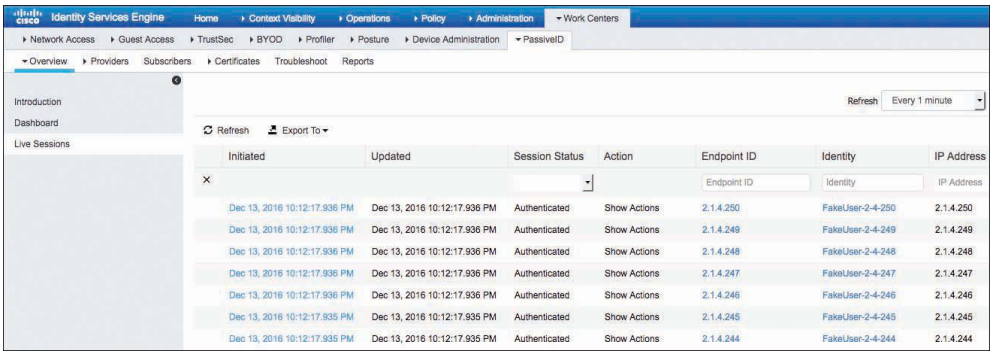 CISCO Identity Services Engine Home Context Visibility Operations Policy Administration Work Centers
Network Access Guest Access TrustSec BYOD Profiler Posture Device Administration PassiveID
Overview Providers Subscribers Certificates Troubleshoot Reports
Introduction
Dashboard
Live Sessions
Refresh Every 1 minute
Refresh Export To
Initiated Updated Session Status Action Endpoint ID Identity IP Address
Endpoint ID Identity IP Address
Dec 13, 2016 10:12:17.936 PM Dec 13, 2016 10:12:17.936 PM Authenticated Show Actions 2.1.4.250 FakeUser-2-4-250 2.1.4.250
Dec 13, 2016 10:12:17.936 PM Dec 13, 2016 10:12:17.936 PM Authenticated Show Actions 2.1.4.249 FakeUser-2-4-249 2.1.4.249
Dec 13, 2016 10:12:17.936 PM Dec 13, 2016 10:12:17.936 PM Authenticated Show Actions 2.1.4.248 FakeUser-2-4-248 2.1.4.248
Dec 13, 2016 10:12:17.936 PM Dec 13, 2016 10:12:17.936 PM Authenticated Show Actions 2.1.4.247 FakeUser-2-4-247 2.1.4.247
Dec 13, 2016 10:12:17.936 PM Dec 13, 2016 10:12:17.936 PM Authenticated Show Actions 2.1.4.246 FakeUser-2-4-246 2.1.4.246
Dec 13, 2016 10:12:17.935 PM Dec 13, 2016 10:12:17.935 PM Authenticated Show Actions 2.1.4.245 FakeUser-2-4-245 2.1.4.245
Dec 13, 2016 10:12:17.935 PM Dec 13, 2016 10:12:17.935 PM Authenticated Show Actions 2.1.4.244 FakeUser-2-4-244 2.1.4.244